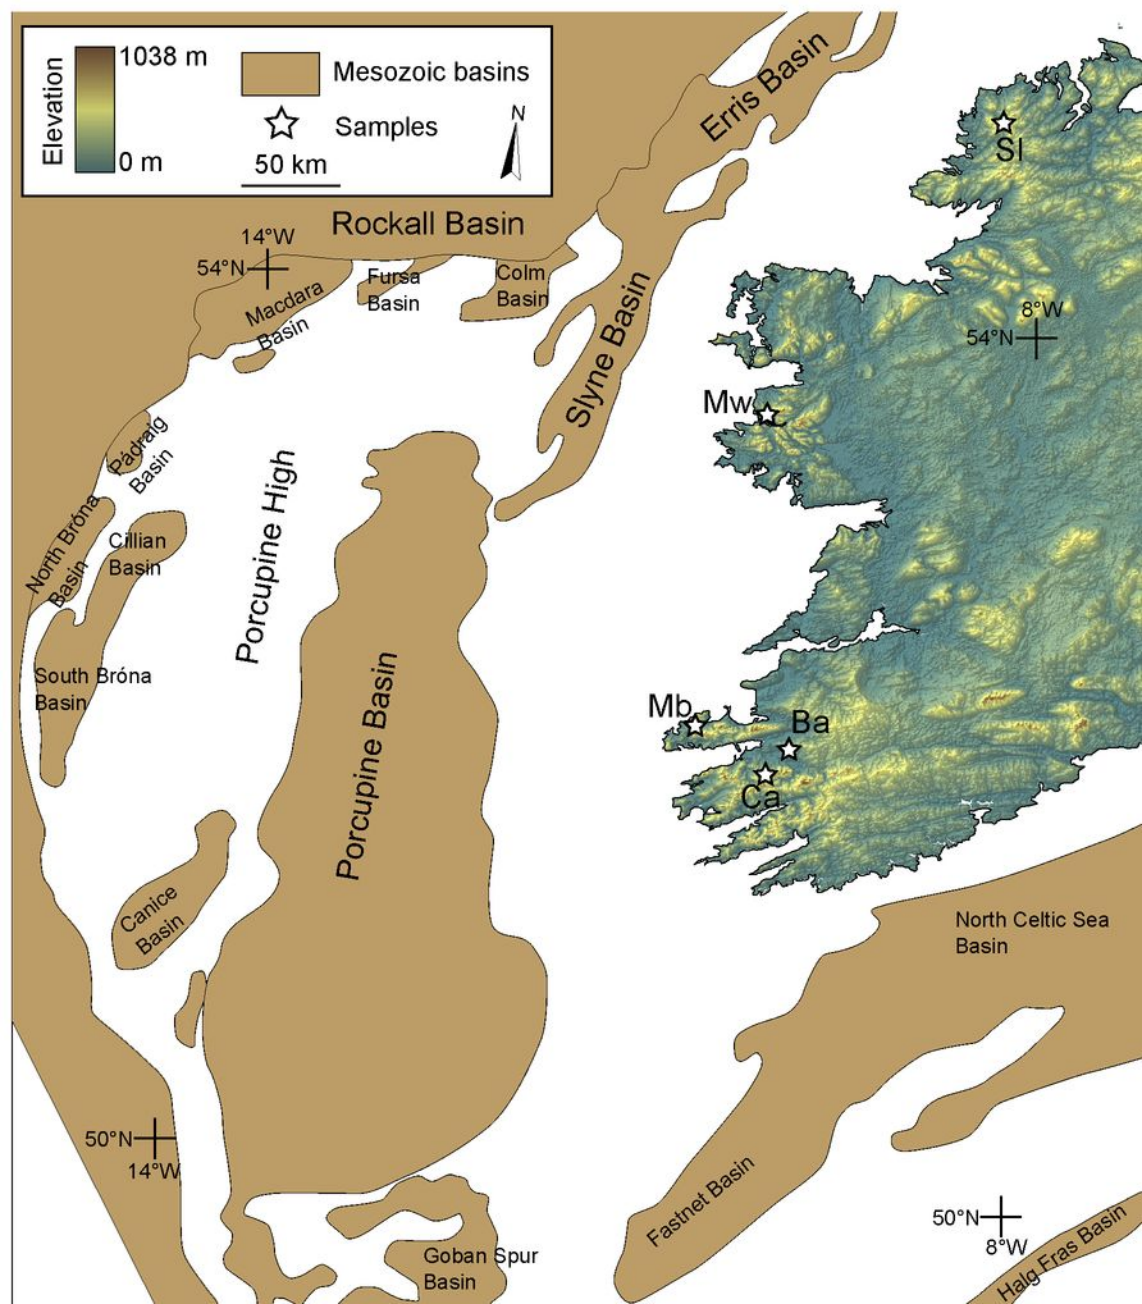 Elevation
1038 m
0 m
Mesozoic basins
Samples
50 km
N
Erris Basin
Sl
Rockall Basin
14°W
54°N
Macdara
Basin
Fursa
Basin
Colm
Basin
Slyne Basin
8°W
54°N
Mw
Pádraig
Basin
Porcupine High
North Bróna
Basin
Cillian
Basin
South Bróna
Basin
Porcupine Basin
Mb
Ba
Ca
Canice
Basin
North Celtic Sea
Basin
50°N
14°W
Fastnet Basin
50°N
8°W
Goban Spur
Basin
Halg Fras Basin